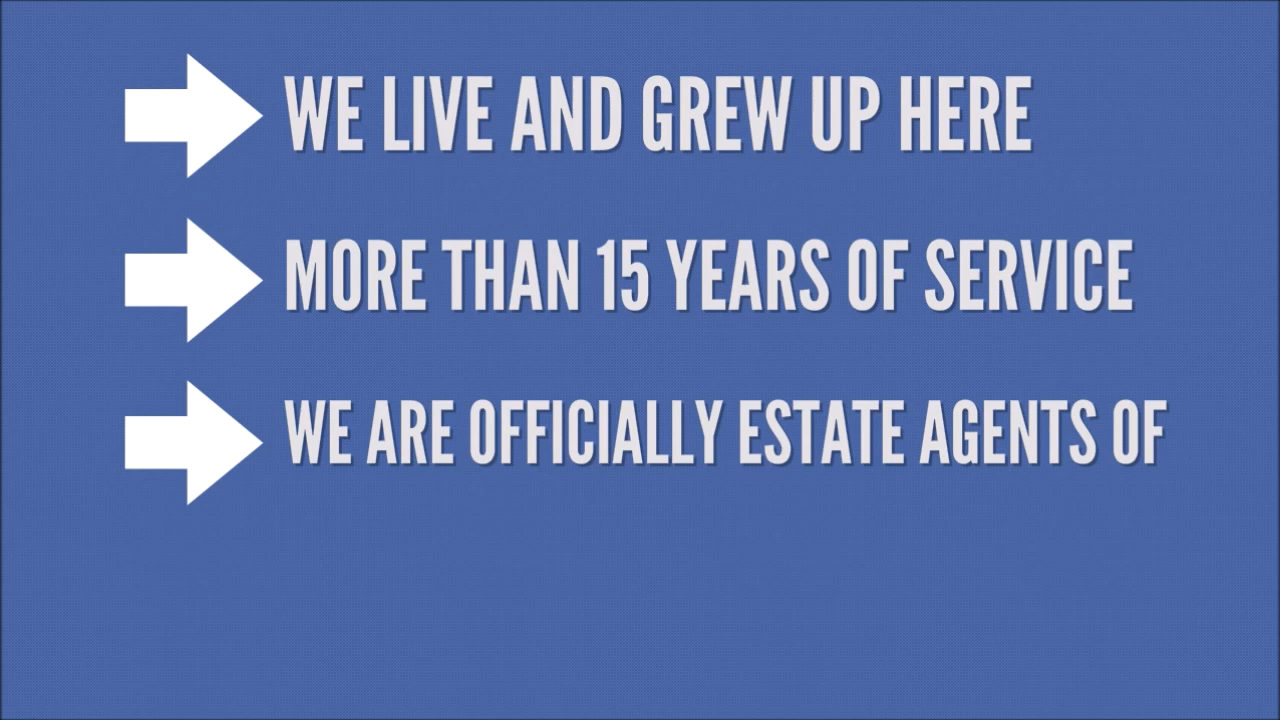 WE LIVE AND GREW UP HERE
MORE THAN 15 YEARS OF SERVICE
WE ARE OFFICIALLY ESTATE AGENTS OF